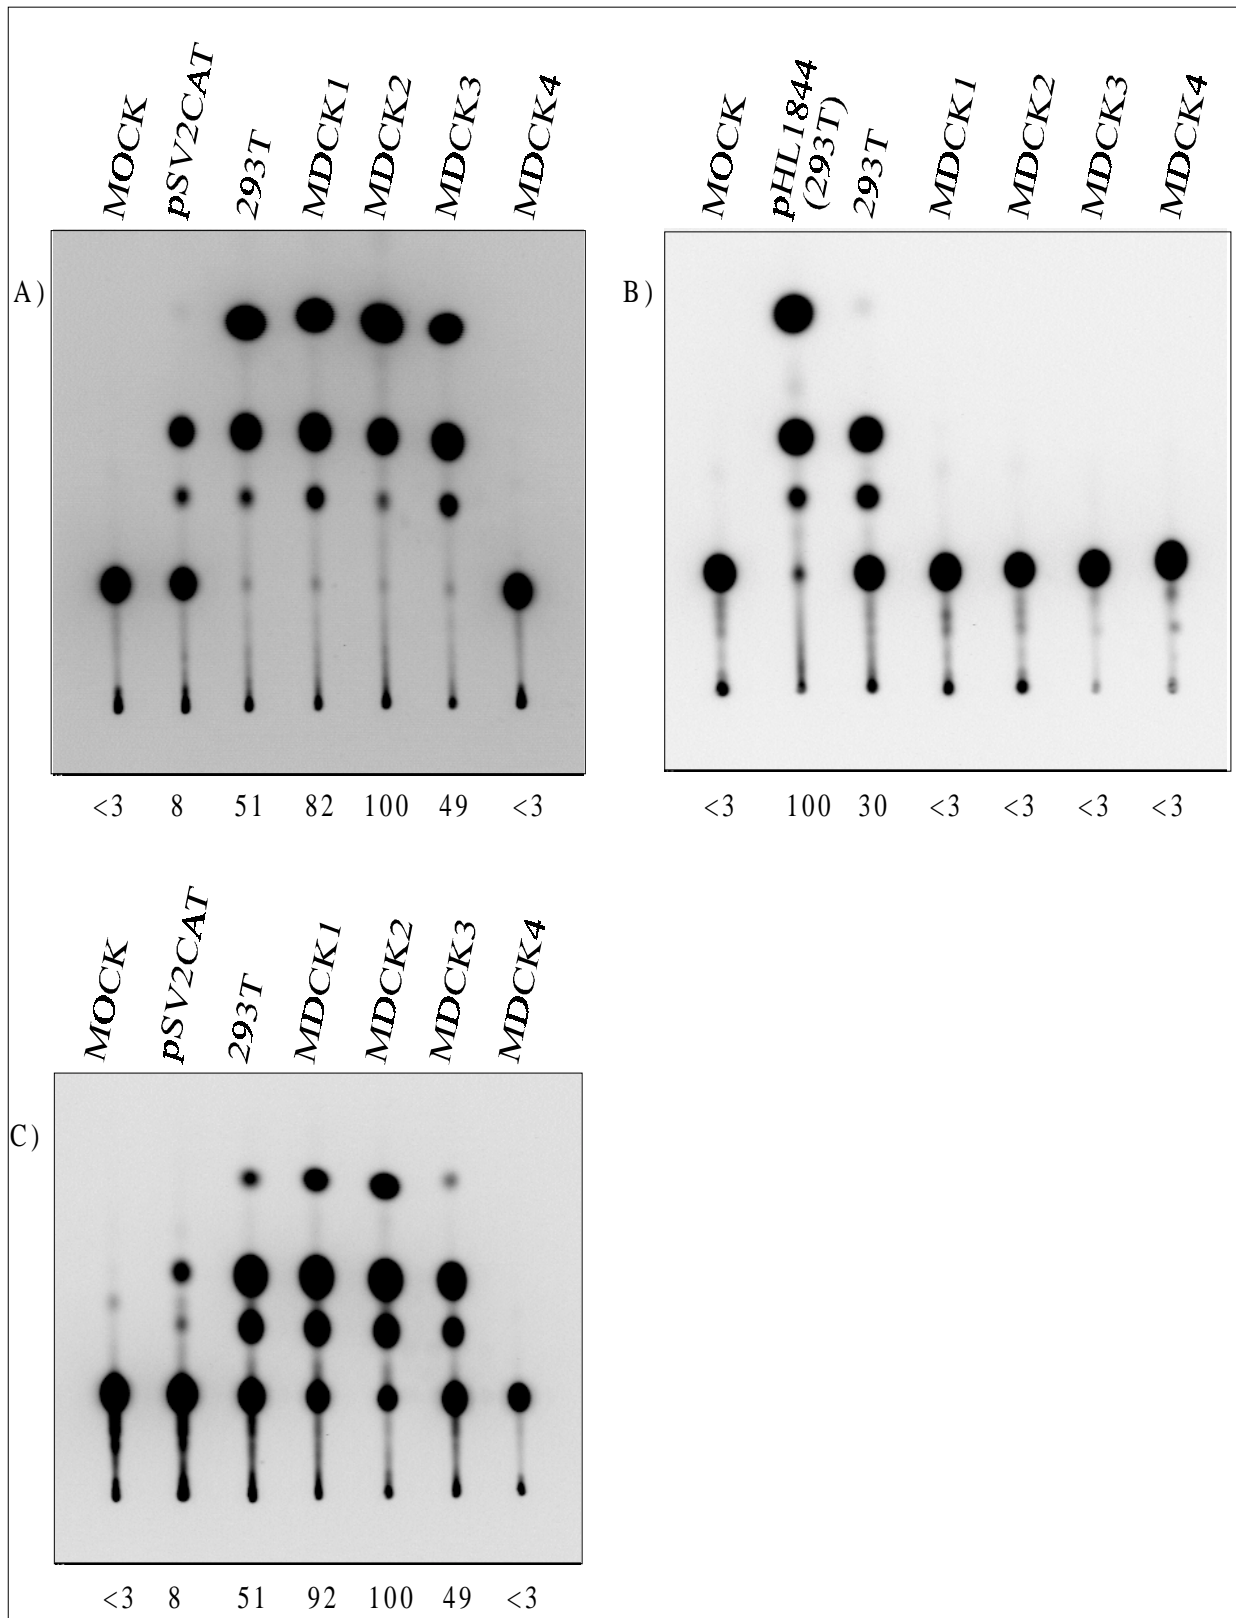 MOCK pSV2CAT 293T MDCK1 MDCK2 MDCK3 MDCK4
A)
<3 8 51 82 100 49 <3
MOCK pHL1844 (293T) 293T MDCK1 MDCK2 MDCK3 MDCK4
B)
<3 100 30 <3 <3 <3 <3
MOCK pSV2CAT 293T MDCK1 MDCK2 MDCK3 MDCK4
C)
<3 8 51 92 100 49 <3